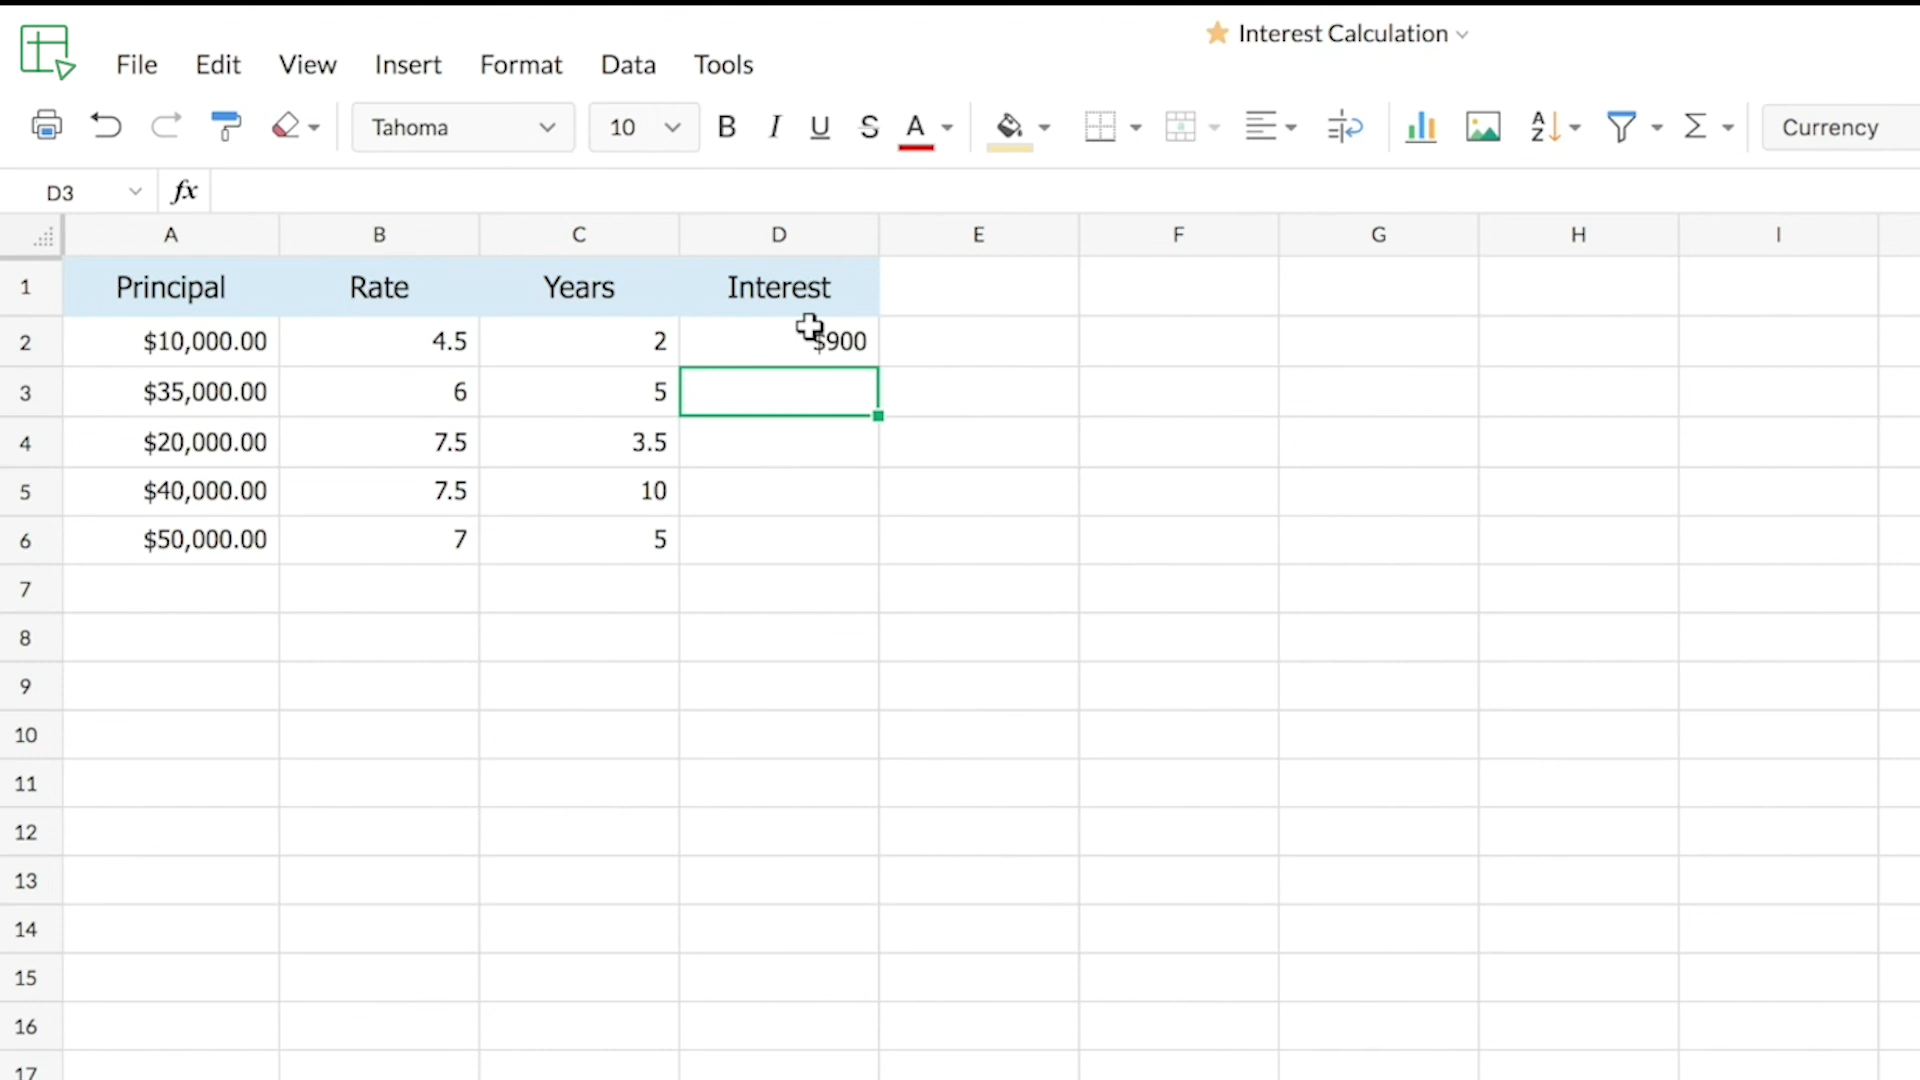 Interest Calculation
File Edit View Insert Format Data Tools
Tahoma 10 B I U S A A Z Σ Currency
D3 fx
A B C D E F G H I
1 Principal Rate Years Interest
2 $10,000.00 4.5 2 $900
3 $35,000.00 6 5
4 $20,000.00 7.5 3.5
5 $40,000.00 7.5 10
6 $50,000.00 7 5
7
8
9
10
11
12
13
14
15
16
17